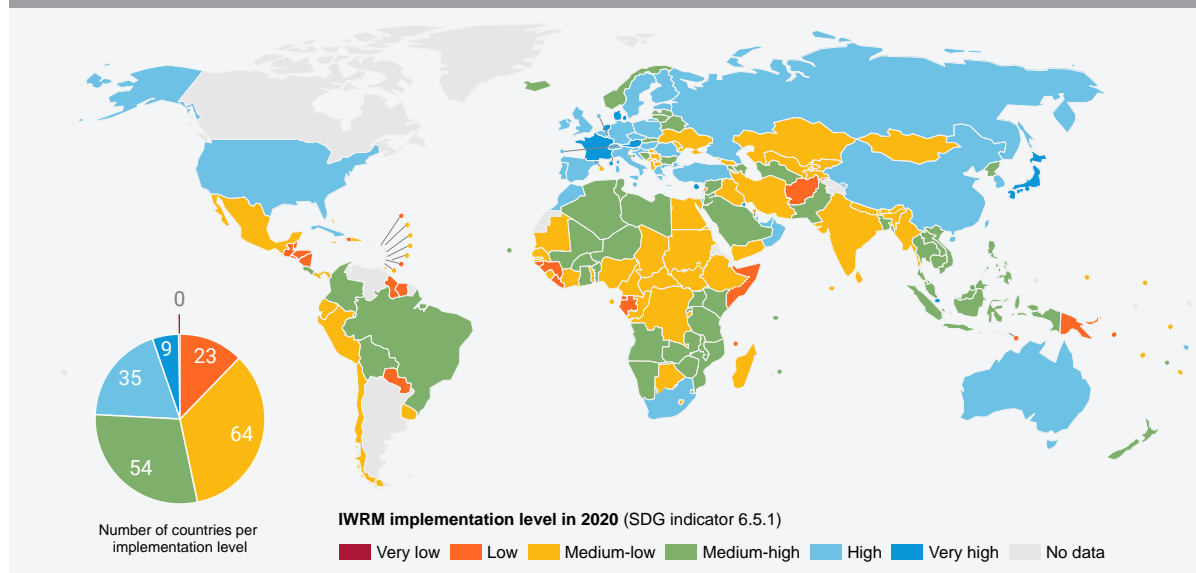 0
23
64
54
35
9
Number of countries per
implementation level
IWRM implementation level in 2020 (SDG indicator 6.5.1)
Very low Low Medium-low Medium-high High Very high No data